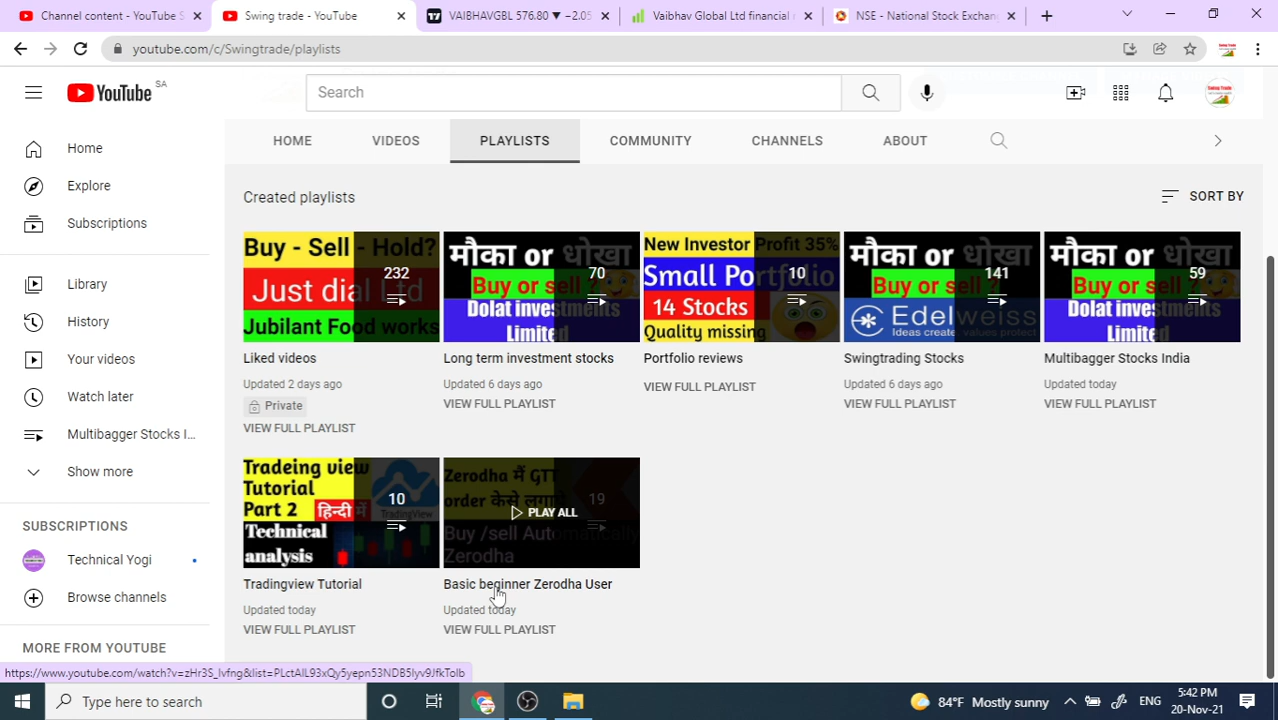 Channel content - YouTube S
Swing trade - YouTube
VAIBHAVGBL 576.80 ▼ −2.05
Vaibhav Global Ltd financial
NSE - National Stock Exchan
youtube.com/c/Swingtrade/playlists
YouTube SA
Search
HOME VIDEOS PLAYLISTS COMMUNITY CHANNELS ABOUT
Home
Explore
Subscriptions
Library
History
Your videos
Watch later
Multibagger Stocks I...
Show more
SUBSCRIPTIONS
Technical Yogi
Browse channels
MORE FROM YOUTUBE
Created playlists
SORT BY
Buy - Sell - Hold?
232
Just dial Ltd
Jubilant Food works
Liked videos
Updated 2 days ago
Private
VIEW FULL PLAYLIST
मौका or धोखा
70
Buy or sell ?
Dolat investments
Limited
Long term investment stocks
Updated 6 days ago
VIEW FULL PLAYLIST
New Investor Profit 35%
10
Small Portfolio
14 Stocks
Quality missing
Portfolio reviews
VIEW FULL PLAYLIST
मौका or धोखा
141
Buy or sell ?
Edelweiss
Ideas create, values protect
Swingtrading Stocks
Updated 6 days ago
VIEW FULL PLAYLIST
मौका or धोखा
59
Buy or sell ?
Dolat investments
Limited
Multibagger Stocks India
Updated today
VIEW FULL PLAYLIST
Tradeing view
Tutorial
10
Part 2 हिन्दी में
TradingView
Technical
analysis
Tradingview Tutorial
Updated today
VIEW FULL PLAYLIST
Zerodha में GTT
order केसे लगाये
19
PLAY ALL
Buy /sell Automatically
Zerodha
Basic beginner Zerodha User
Updated today
VIEW FULL PLAYLIST
https://www.youtube.com/watch?v=zHr3S_lvfng&list=PLctAlL93xQy5yepn53NDB5lyv9JfkTolb
Type here to search
84°F Mostly sunny
ENG
5:42 PM
20-Nov-21